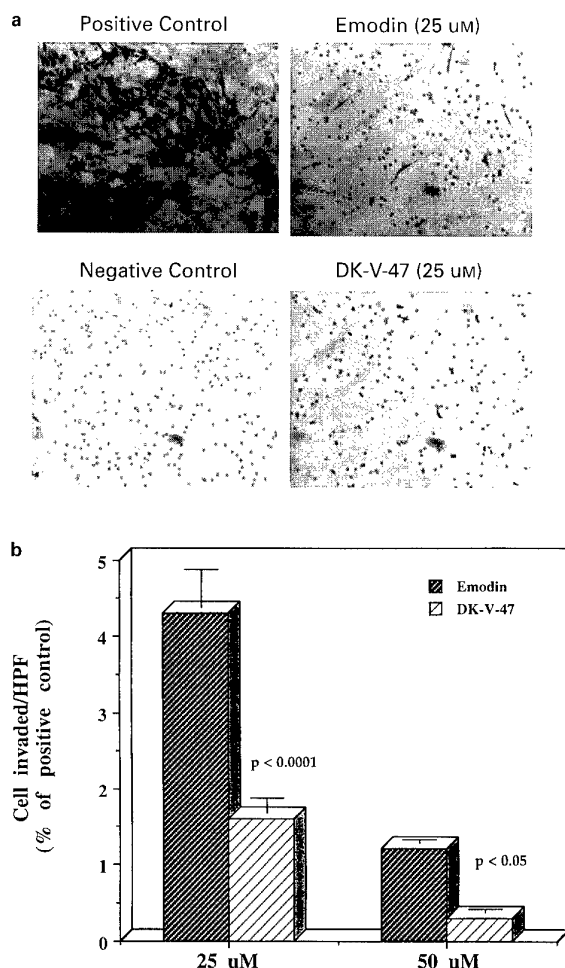 a
Positive Control
Emodin (25 uM)
Negative Control
DK-V-47 (25 uM)
b
Cell invaded/HPF
(% of positive control)
5
4
3
2
1
0
Emodin
DK-V-47
p < 0.0001
p < 0.05
25 uM
50 uM